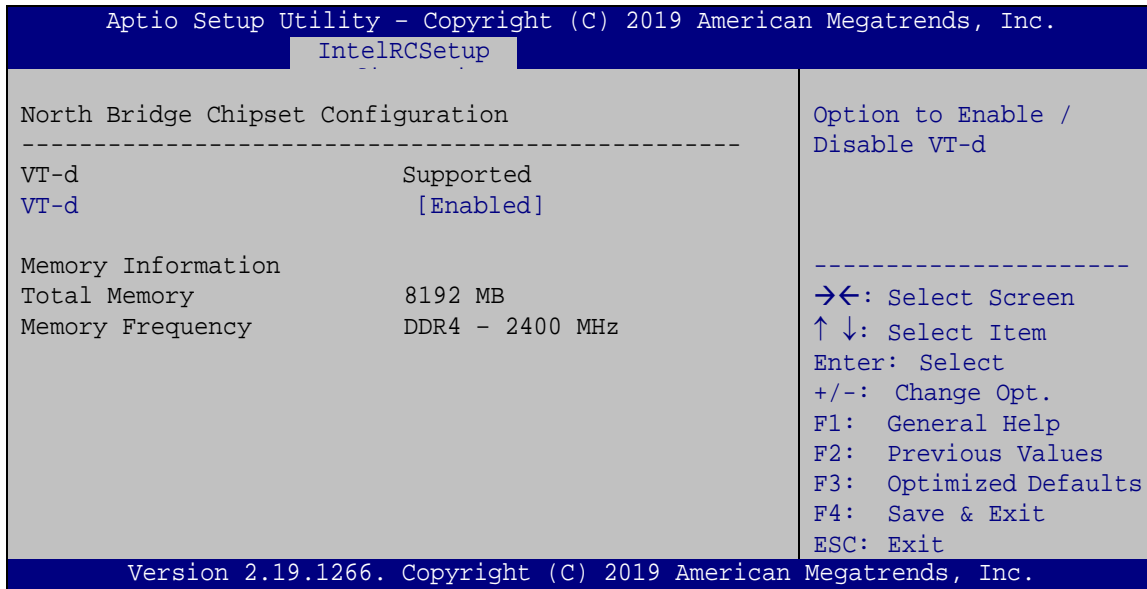 Aptio Setup Utility – Copyright (C) 2019 American Megatrends, Inc.
IntelRCSetup
North Bridge Chipset Configuration
--------------------------------------------------
VT-d Supported
VT-d [Enabled]
Memory Information
Total Memory 8192 MB
Memory Frequency DDR4 – 2400 MHz
Option to Enable /
Disable VT-d
----------------------
→←: Select Screen
↑ ↓: Select Item
Enter: Select
+/-: Change Opt.
F1: General Help
F2: Previous Values
F3: Optimized Defaults
F4: Save & Exit
ESC: Exit
Version 2.19.1266. Copyright (C) 2019 American Megatrends, Inc.